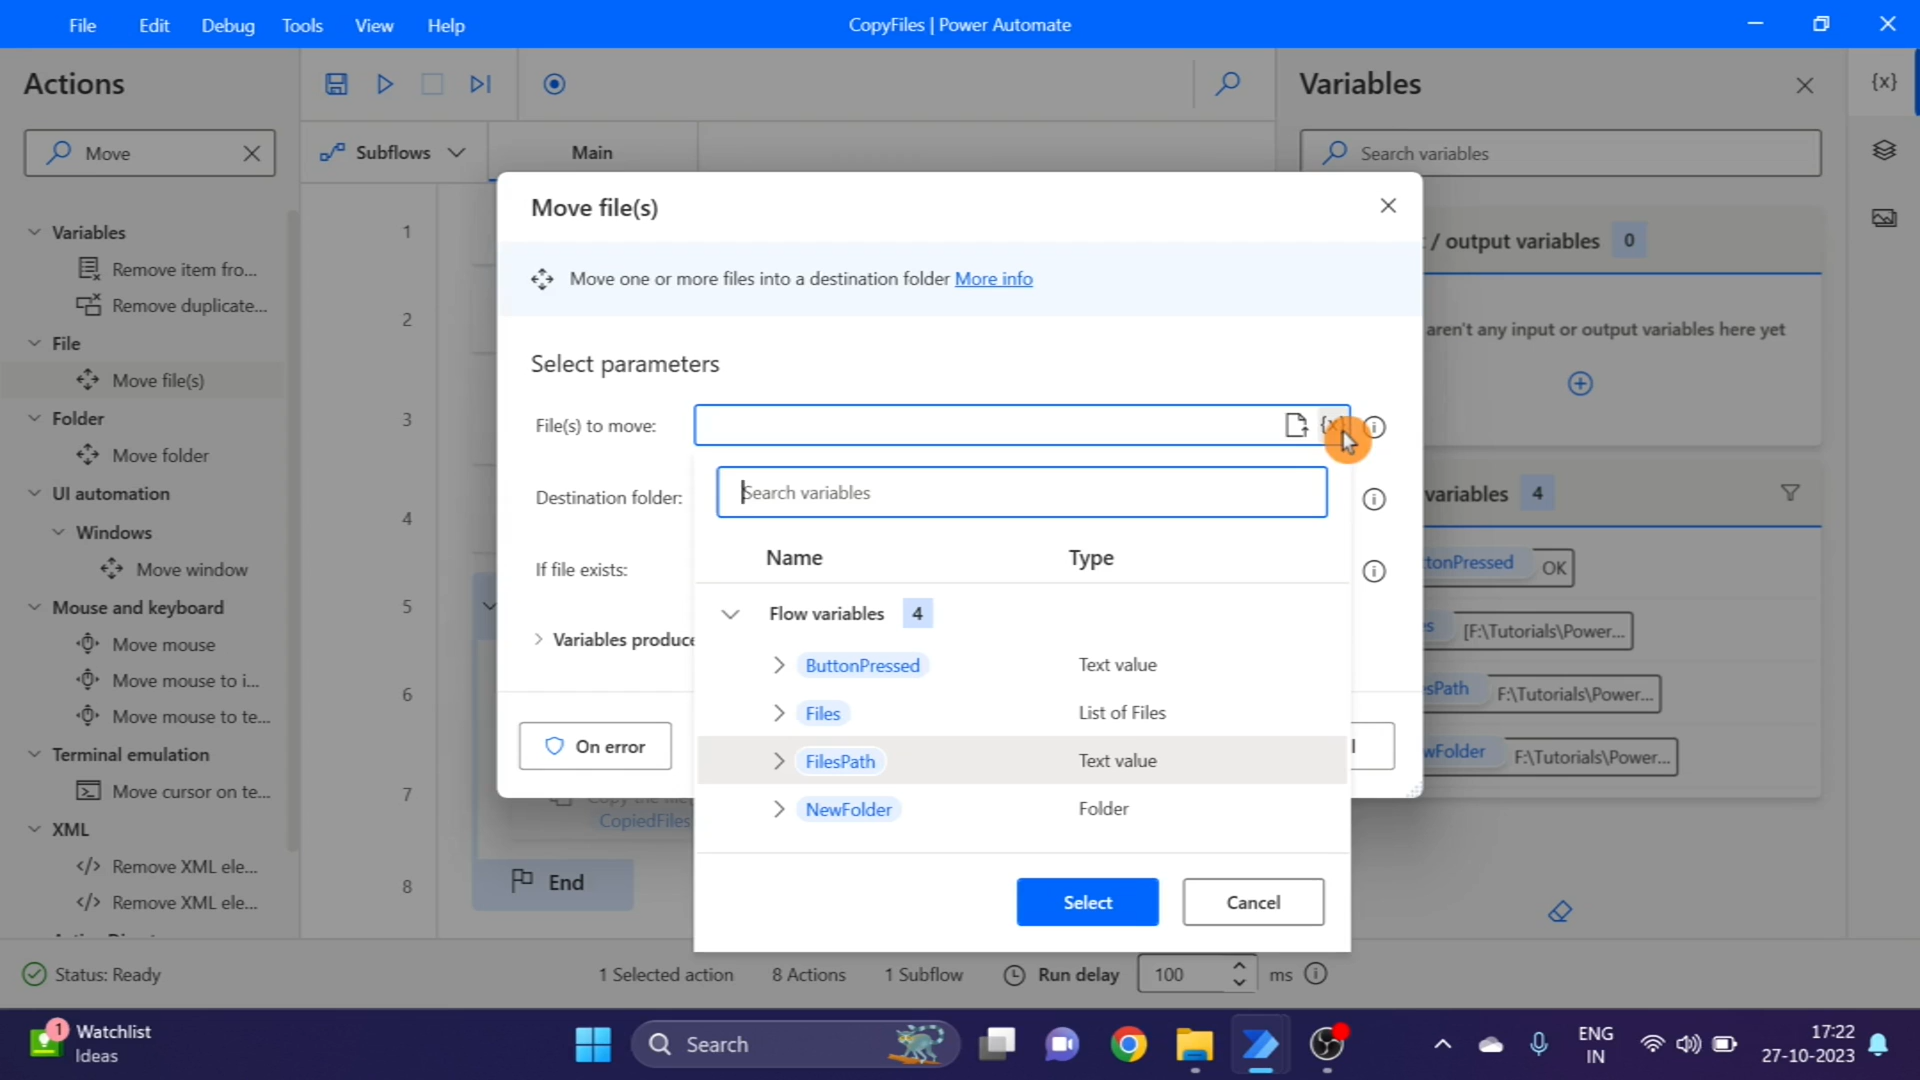 File Edit Debug Tools View Help CopyFiles | Power Automate
Actions
Move
Variables
Remove item fro...
Remove duplicate...
File
Move file(s)
Folder
Move folder
UI automation
Windows
Move window
Mouse and keyboard
Move mouse
Move mouse to i...
Move mouse to te...
Terminal emulation
Move cursor on te...
XML
Remove XML ele...
Remove XML ele...
Subflows Main
1
2
3
4
5
6
7
8
Copy the file
CopiedFiles
End
Move file(s)
Move one or more files into a destination folder More info
Select parameters
File(s) to move: {x}
Destination folder:
If file exists:
Variables produce
On error
Search variables
Name Type
Flow variables 4
ButtonPressed Text value
Files List of Files
FilesPath Text value
NewFolder Folder
Select Cancel
Variables {x}
Search variables
/ output variables 0
aren't any input or output variables here yet
variables 4
tonPressed OK
s [F:\Tutorials\Power...
sPath F:\Tutorials\Power...
wFolder F:\Tutorials\Power...
Status: Ready 1 Selected action 8 Actions 1 Subflow Run delay 100 ms
1 Watchlist
Ideas
Search
ENG
IN
17:22
27-10-2023